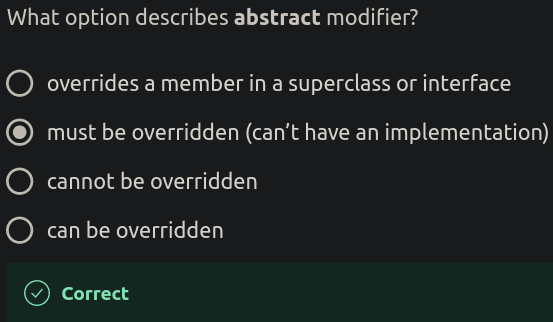 What option describes abstract modifier?
overrides a member in a superclass or interface
must be overridden (can’t have an implementation)
cannot be overridden
can be overridden
Correct